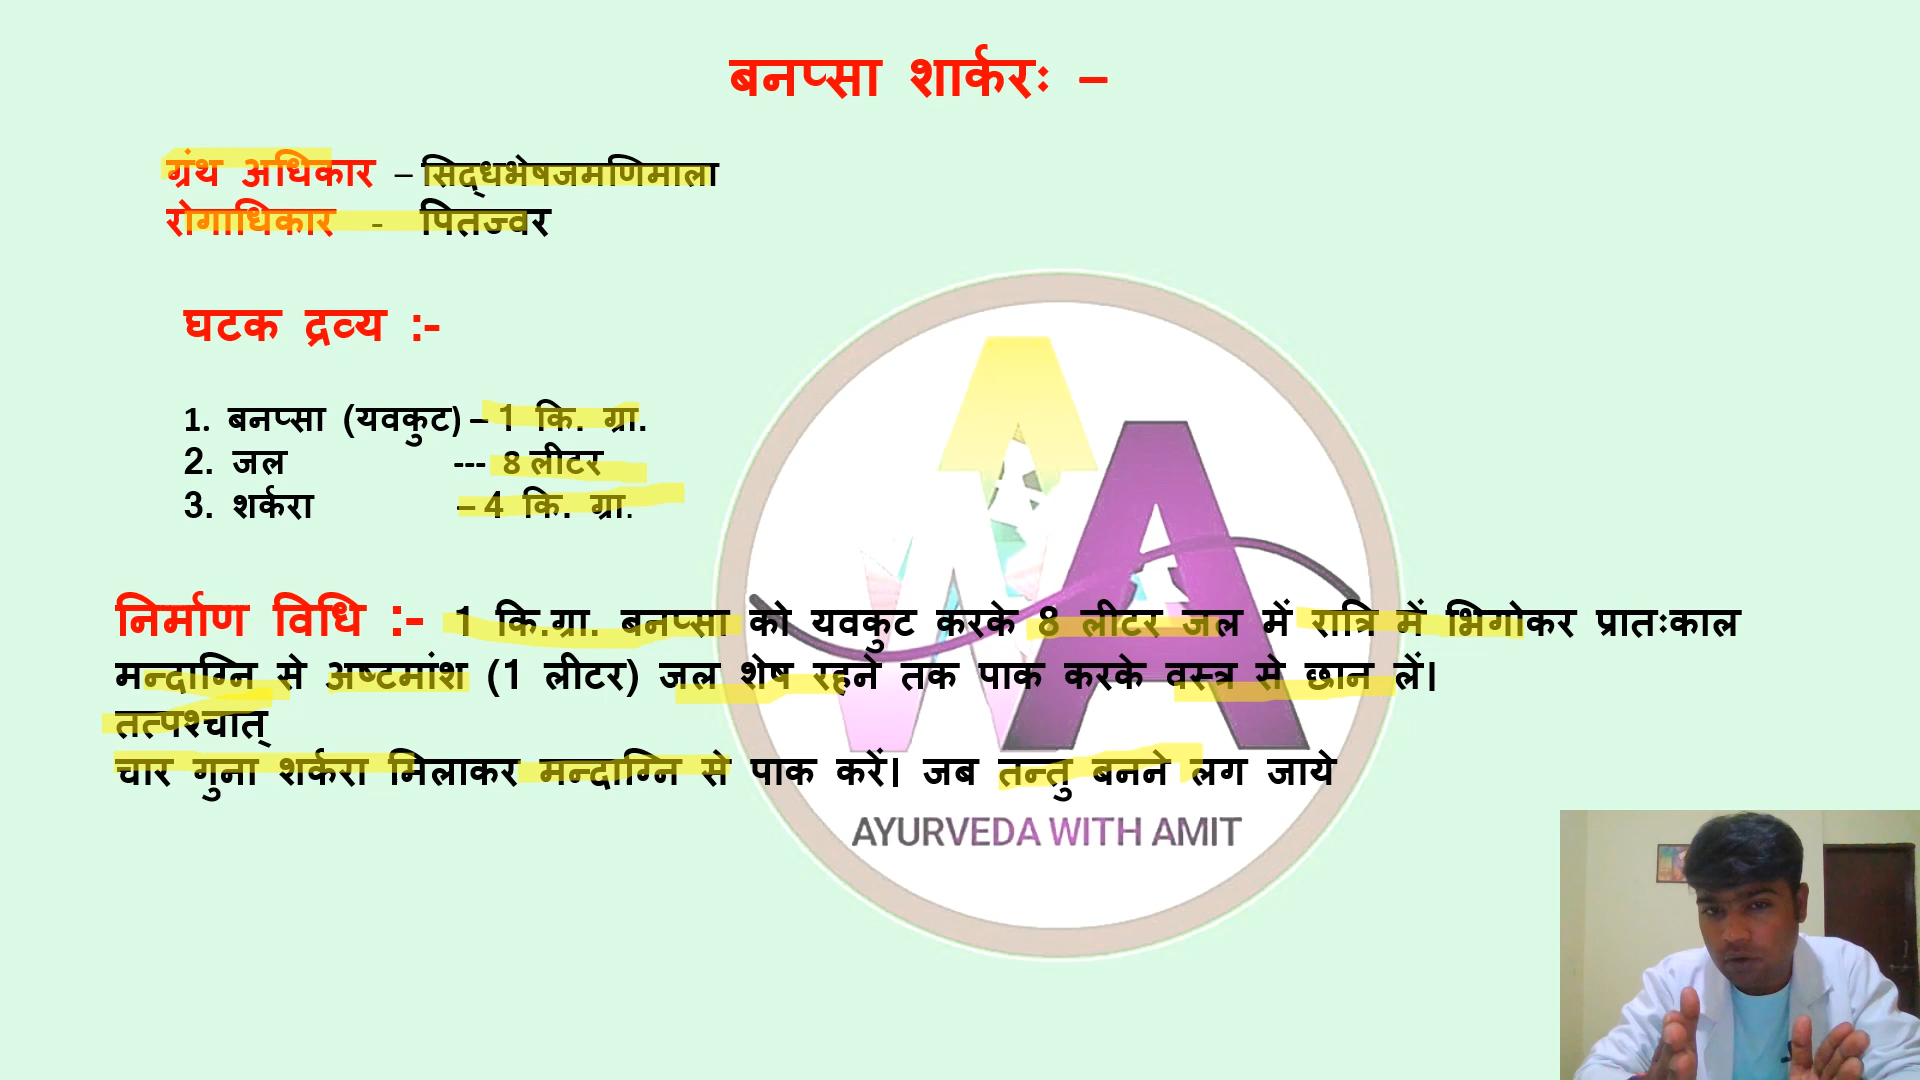 बनप्सा शार्करः –
ग्रंथ अधिकार – सिद्धभेषजमणिमाला
रोगाधिकार - पितज्वर
घटक द्रव्य :-
1. बनप्सा (यवकुट) – 1 कि. ग्रा.
2. जल --- 8 लीटर
3. शर्करा – 4 कि. ग्रा.
निर्माण विधि :- 1 कि.ग्रा. बनप्सा को यवकुट करके 8 लीटर जल में रात्रि में भिगोकर प्रातःकाल
मन्दाग्नि से अष्टमांश (1 लीटर) जल शेष रहने तक पाक करके वस्त्र से छान लें।
तत्पश्चात्
चार गुना शर्करा मिलाकर मन्दाग्नि से पाक करें। जब तन्तु बनने लग जाये
AYURVEDA WITH AMIT